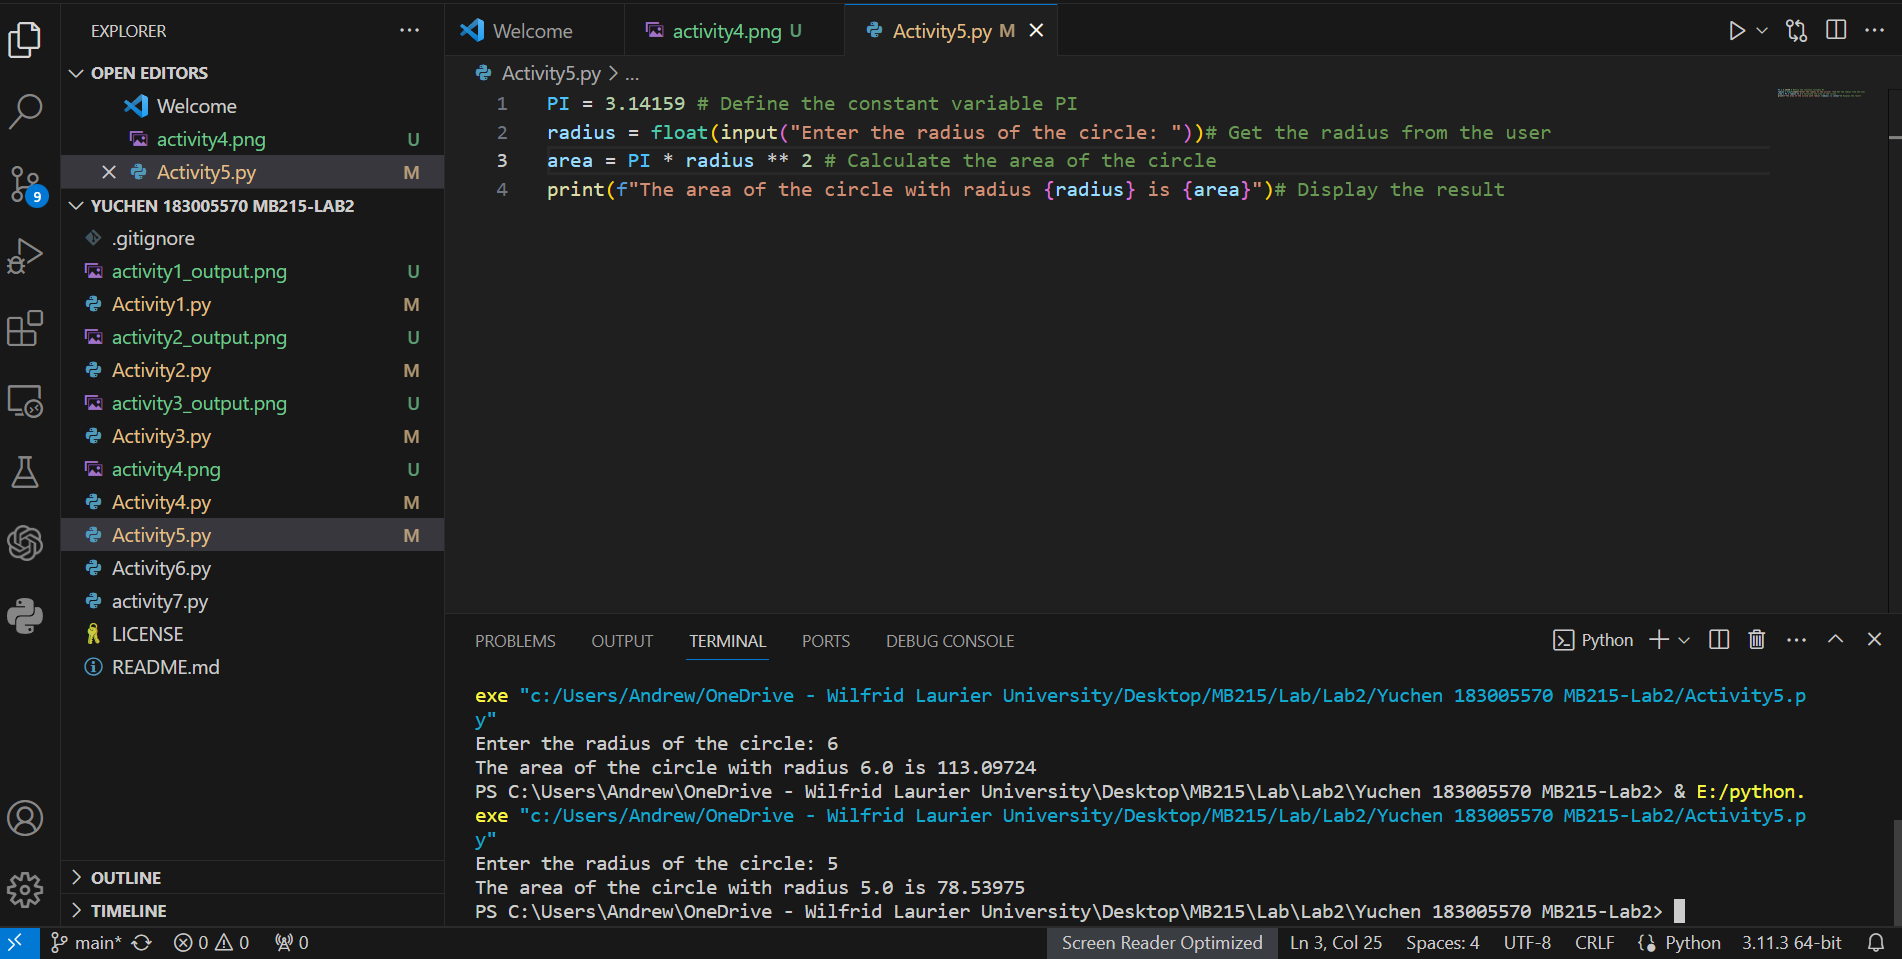 EXPLORER
OPEN EDITORS
Welcome
activity4.png U
Activity5.py M
YUCHEN 183005570 MB215-LAB2
.gitignore
activity1_output.png U
Activity1.py M
activity2_output.png U
Activity2.py M
activity3_output.png U
Activity3.py M
activity4.png U
Activity4.py M
Activity5.py M
Activity6.py
activity7.py
LICENSE
README.md
OUTLINE
TIMELINE
9
Welcome activity4.png U Activity5.py M
Activity5.py > ...
1 PI = 3.14159 # Define the constant variable PI
2 radius = float(input("Enter the radius of the circle: "))# Get the radius from the user
3 area = PI * radius ** 2 # Calculate the area of the circle
4 print(f"The area of the circle with radius {radius} is {area}")# Display the result
PROBLEMS OUTPUT TERMINAL PORTS DEBUG CONSOLE Python
exe "c:/Users/Andrew/OneDrive - Wilfrid Laurier University/Desktop/MB215/Lab/Lab2/Yuchen 183005570 MB215-Lab2/Activity5.p
y"
Enter the radius of the circle: 6
The area of the circle with radius 6.0 is 113.09724
PS C:\Users\Andrew\OneDrive - Wilfrid Laurier University\Desktop\MB215\Lab\Lab2\Yuchen 183005570 MB215-Lab2> & E:/python.
exe "c:/Users/Andrew/OneDrive - Wilfrid Laurier University/Desktop/MB215/Lab/Lab2/Yuchen 183005570 MB215-Lab2/Activity5.p
y"
Enter the radius of the circle: 5
The area of the circle with radius 5.0 is 78.53975
PS C:\Users\Andrew\OneDrive - Wilfrid Laurier University\Desktop\MB215\Lab\Lab2\Yuchen 183005570 MB215-Lab2>
main* 0 0 0 Screen Reader Optimized Ln 3, Col 25 Spaces: 4 UTF-8 CRLF Python 3.11.3 64-bit